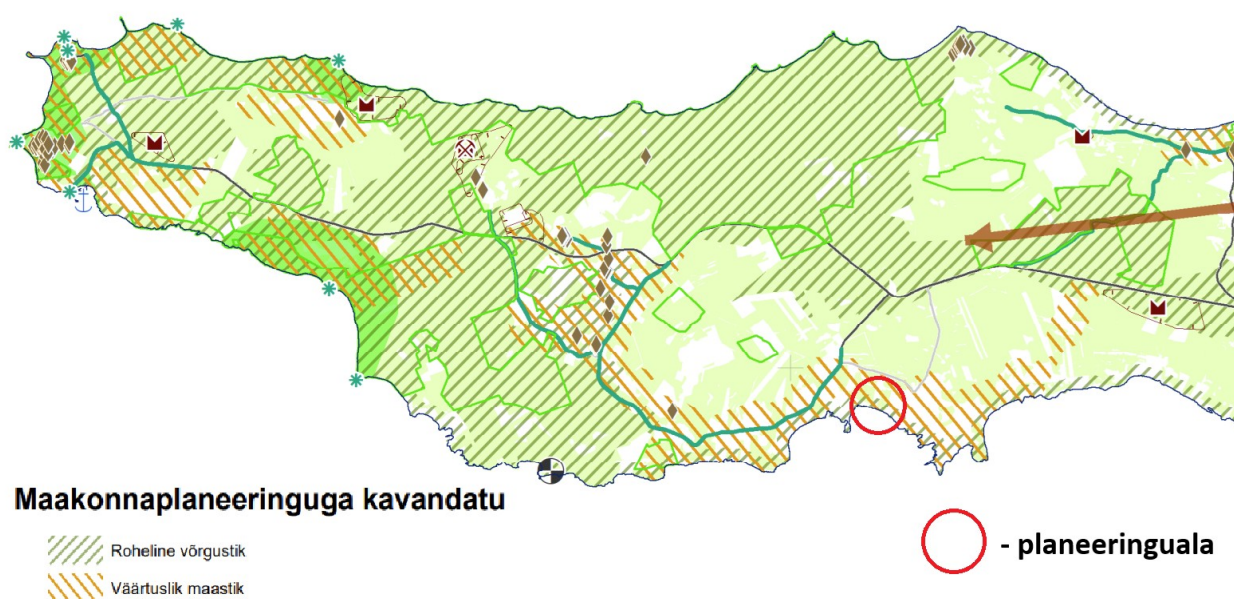 Maakonnaplaneeringuga kavandatu
Roheline võrgustik
Väärtuslik maastik
- planeeringuala